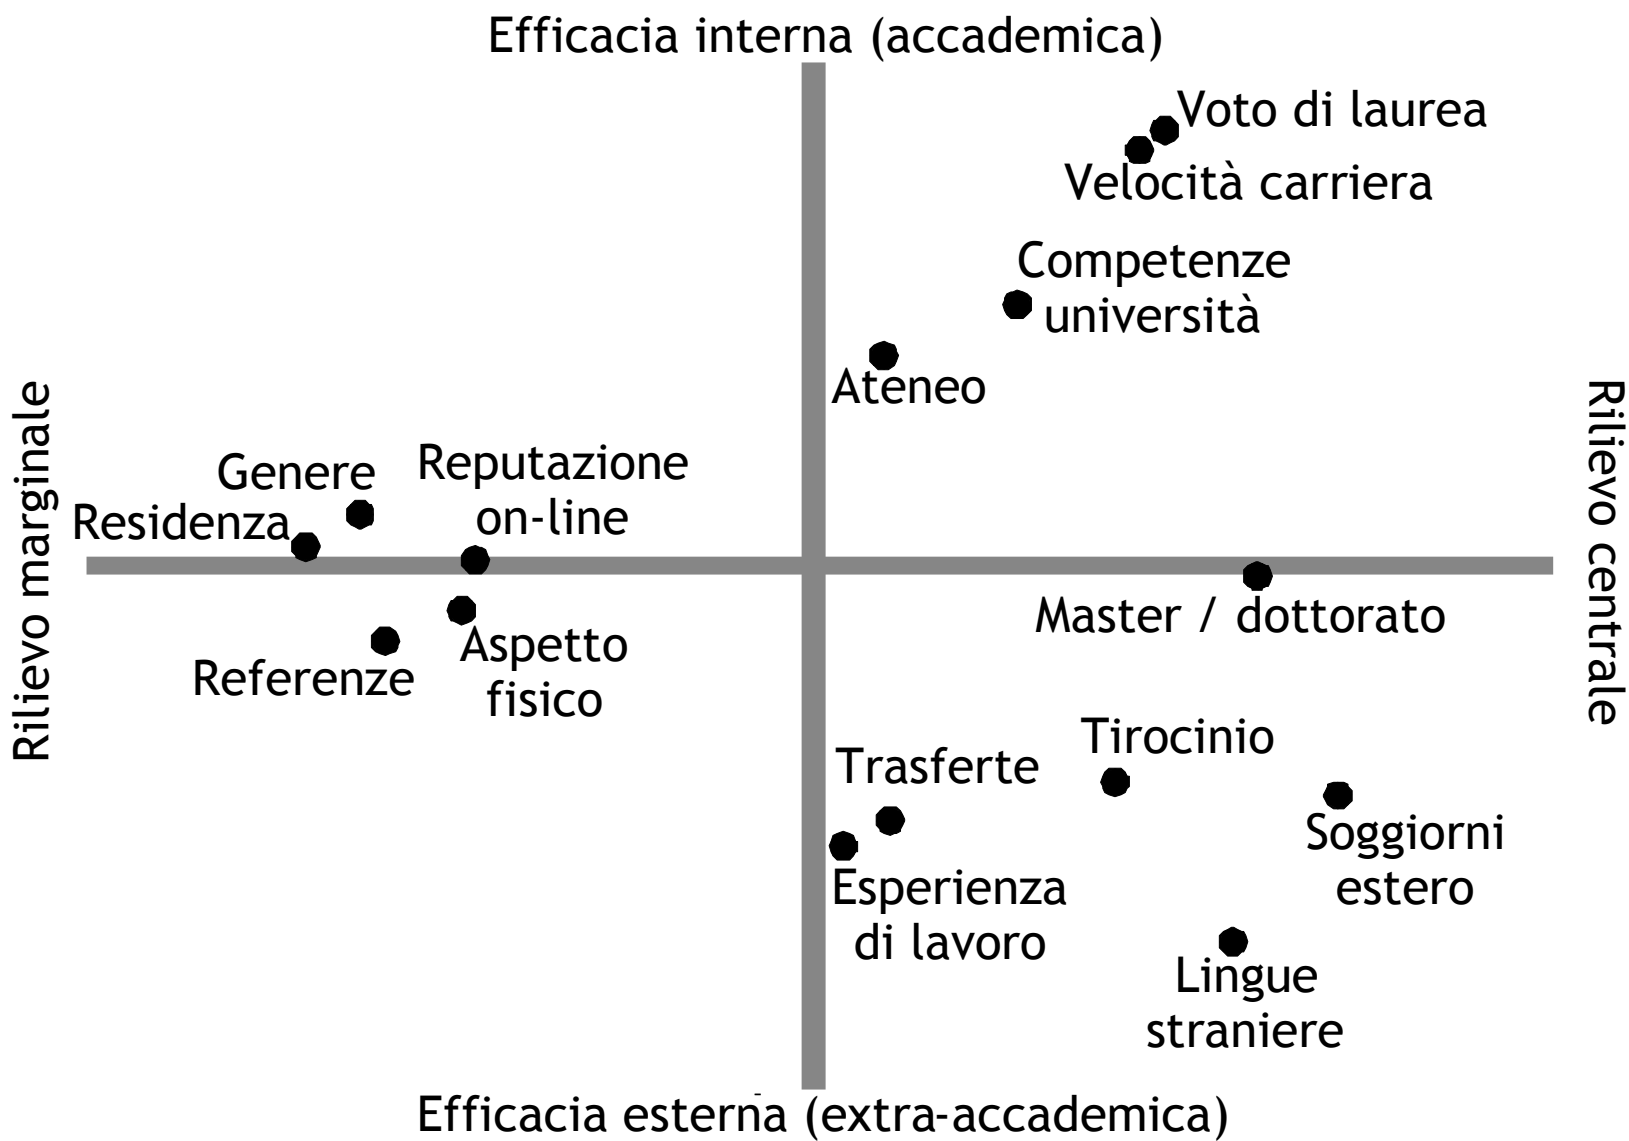 Efficacia interna (accademica)
Voto di laurea
Velocità carriera
Competenze
università
Ateneo
Rilievo marginale
Rilievo centrale
Genere
Reputazione
on-line
Residenza
Master / dottorato
Aspetto
fisico
Referenze
Tirocinio
Trasferte
Soggiorni
estero
Esperienza
di lavoro
Lingue
straniere
Efficacia esterna (extra-accademica)